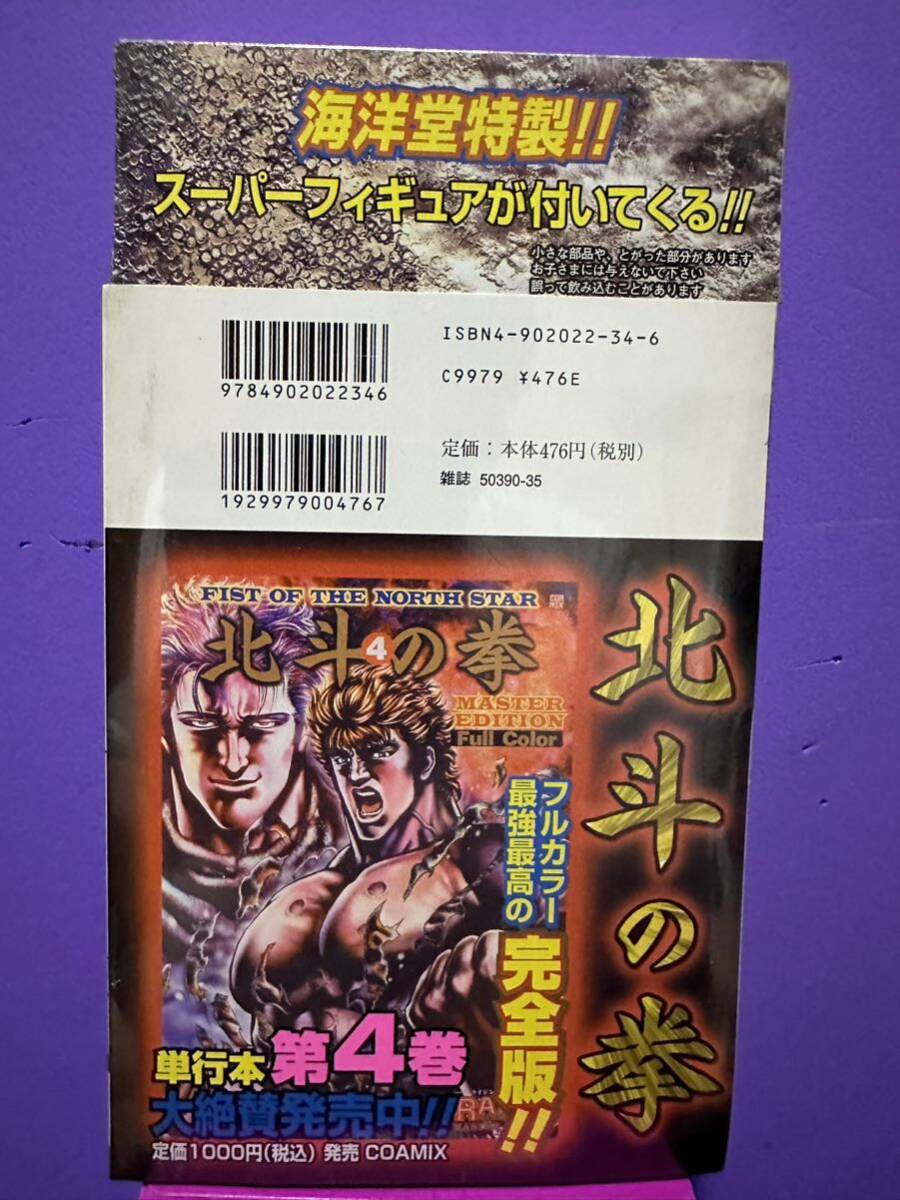 海洋堂特製!!
スーパーフィギュアが付いてくる!!
小さな部品や、とがった部分があります
お子さまには与えないで下さい
誤って飲み込むことがあります
ISBN4-902022-34-6
9784902022346
C9979 ¥476E
定価：本体476円(税別)
雑誌 50390-35
1929979004767
FIST OF THE NORTH STAR
北斗の拳
4
MASTER
EDITION
Full Color
北斗の拳
フルカラー
最強最高の
完全版!!
単行本 第4巻
大絶賛発売中!!
定価1000円(税込) 発売 COAMIX